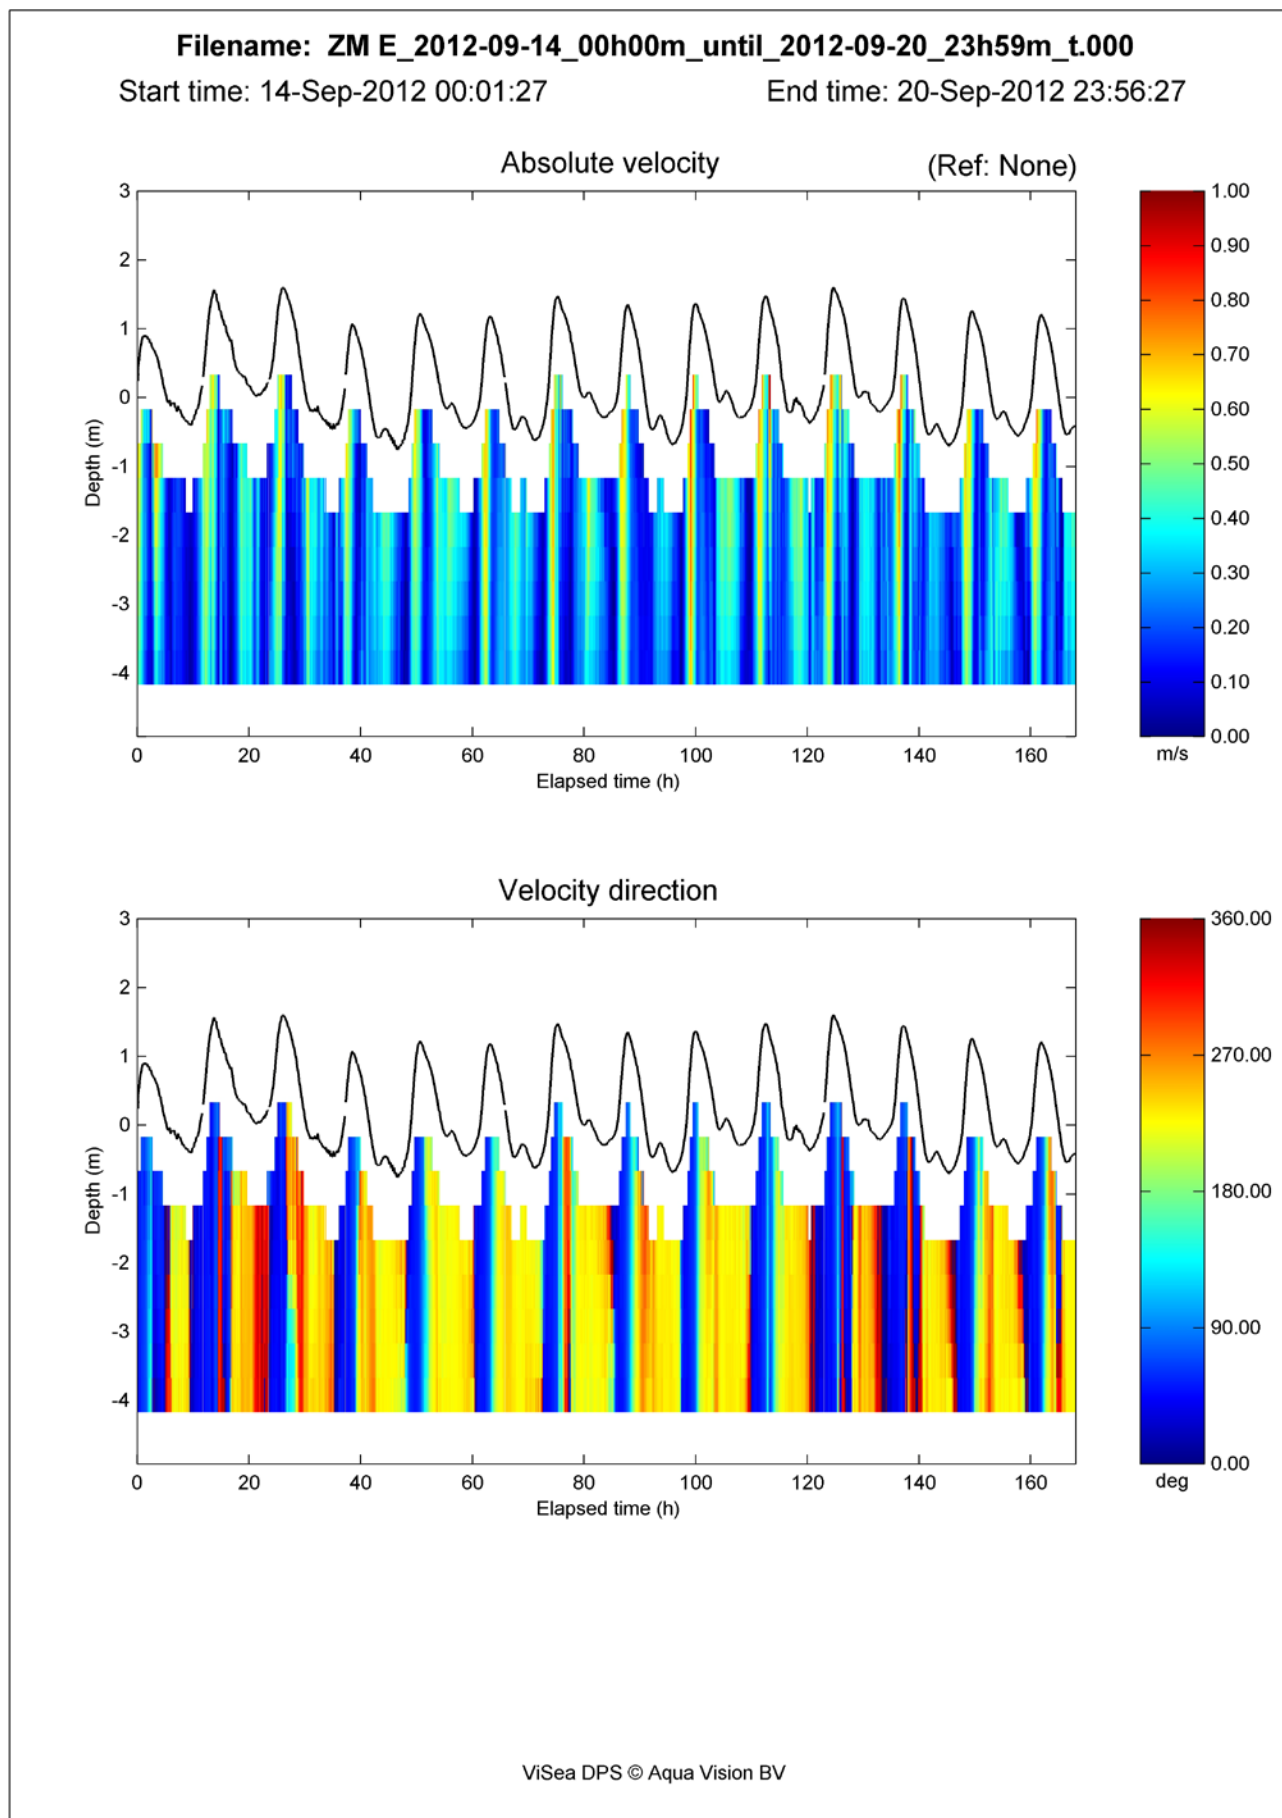 Filename: ZM E_2012-09-14_00h00m_until_2012-09-20_23h59m_t.000
Start time: 14-Sep-2012 00:01:27 End time: 20-Sep-2012 23:56:27
Absolute velocity (Ref: None)
3
2
1
0
-1
-2
-3
-4
Depth (m)
0 20 40 60 80 100 120 140 160
Elapsed time (h)
1.00
0.90
0.80
0.70
0.60
0.50
0.40
0.30
0.20
0.10
0.00
m/s
Velocity direction
3
2
1
0
-1
-2
-3
-4
Depth (m)
0 20 40 60 80 100 120 140 160
Elapsed time (h)
360.00
270.00
180.00
90.00
0.00
deg
ViSea DPS © Aqua Vision BV